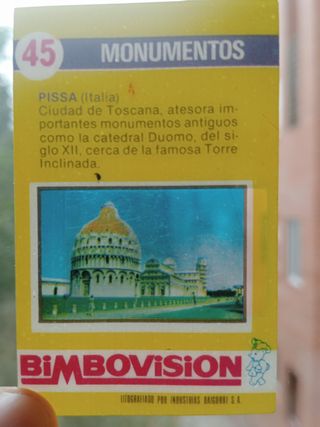 45
MONUMENTOS
PISSA (Italia)
Ciudad de Toscana, atesora im-
portantes monumentos antiguos
como la catedral Duomo, del si-
glo XII, cerca de la famosa Torre
Inclinada.
BiMBOViSiON
LITOGRAFIADO POR INDUSTRIAS DAIGORRI S.A.